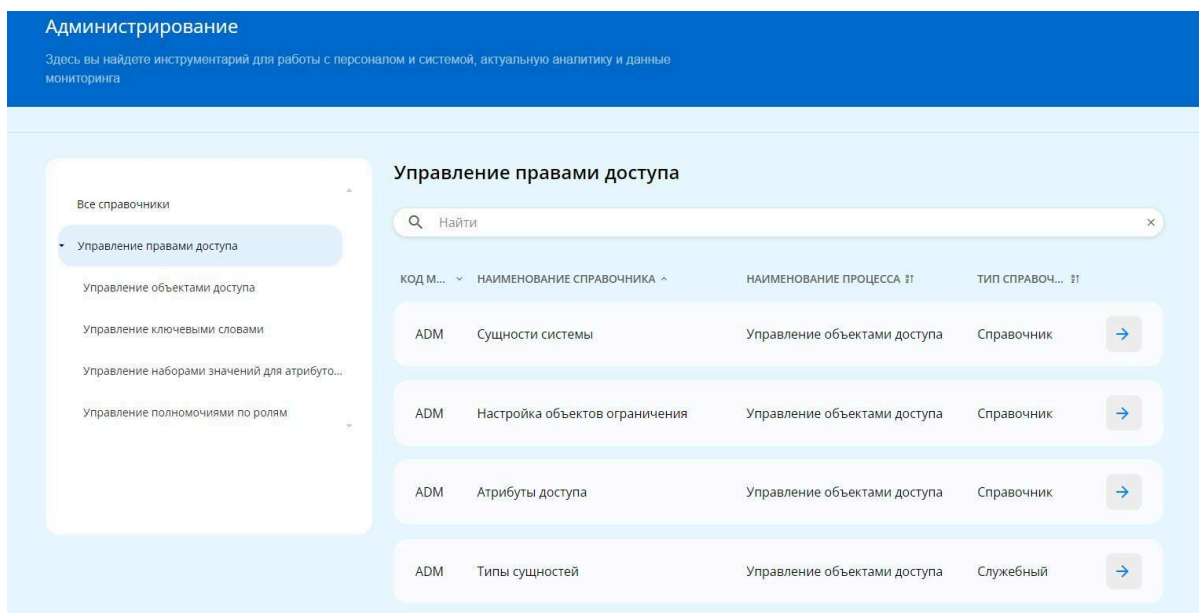 Администрирование
Здесь вы найдете инструментарий для работы с персоналом и системой, актуальную аналитику и данные
мониторинга
Все справочники
Управление правами доступа
Управление объектами доступа
Управление ключевыми словами
Управление наборами значений для атрибуто...
Управление полномочиями по ролям
Управление правами доступа
Найти
КОД М... НАИМЕНОВАНИЕ СПРАВОЧНИКА НАИМЕНОВАНИЕ ПРОЦЕССА ТИП СПРАВОЧ...
ADM Сущности системы Управление объектами доступа Справочник
ADM Настройка объектов ограничения Управление объектами доступа Справочник
ADM Атрибуты доступа Управление объектами доступа Справочник
ADM Типы сущностей Управление объектами доступа Служебный